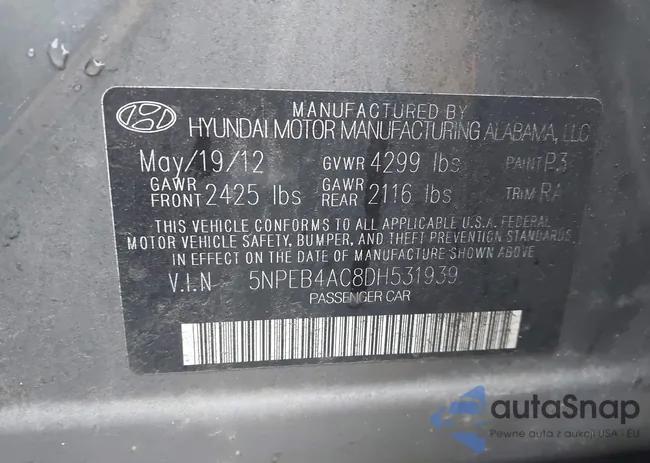 MANUFACTURED BY
HYUNDAI MOTOR MANUFACTURING ALABAMA, LLC
May/19/12 GVWR 4299 lbs PAINT P3
GAWR FRONT 2425 lbs GAWR REAR 2116 lbs TRIM RA
THIS VEHICLE CONFORMS TO ALL APPLICABLE U.S.A. FEDERAL
MOTOR VEHICLE SAFETY, BUMPER, AND THEFT PREVENTION STANDARDS
IN EFFECT ON THE DATE OF MANUFACTURE SHOWN ABOVE
V.I.N 5NPEB4AC8DH531939
PASSENGER CAR
autaSnap
Pewne auta z aukcji USA - EU